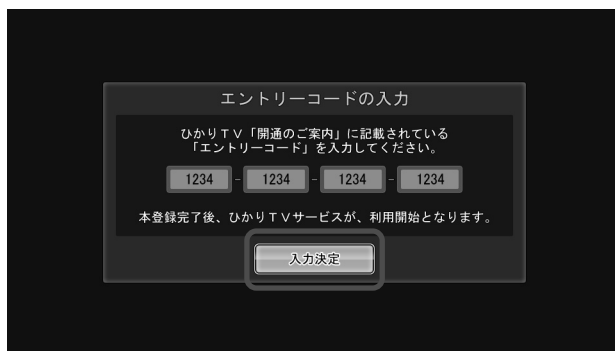 エントリーコードの入力
ひかりＴＶ「開通のご案内」に記載されている
「エントリーコード」を入力してください。
1234 - 1234 - 1234 - 1234
本登録完了後、ひかりＴＶサービスが、利用開始となります。
入力決定